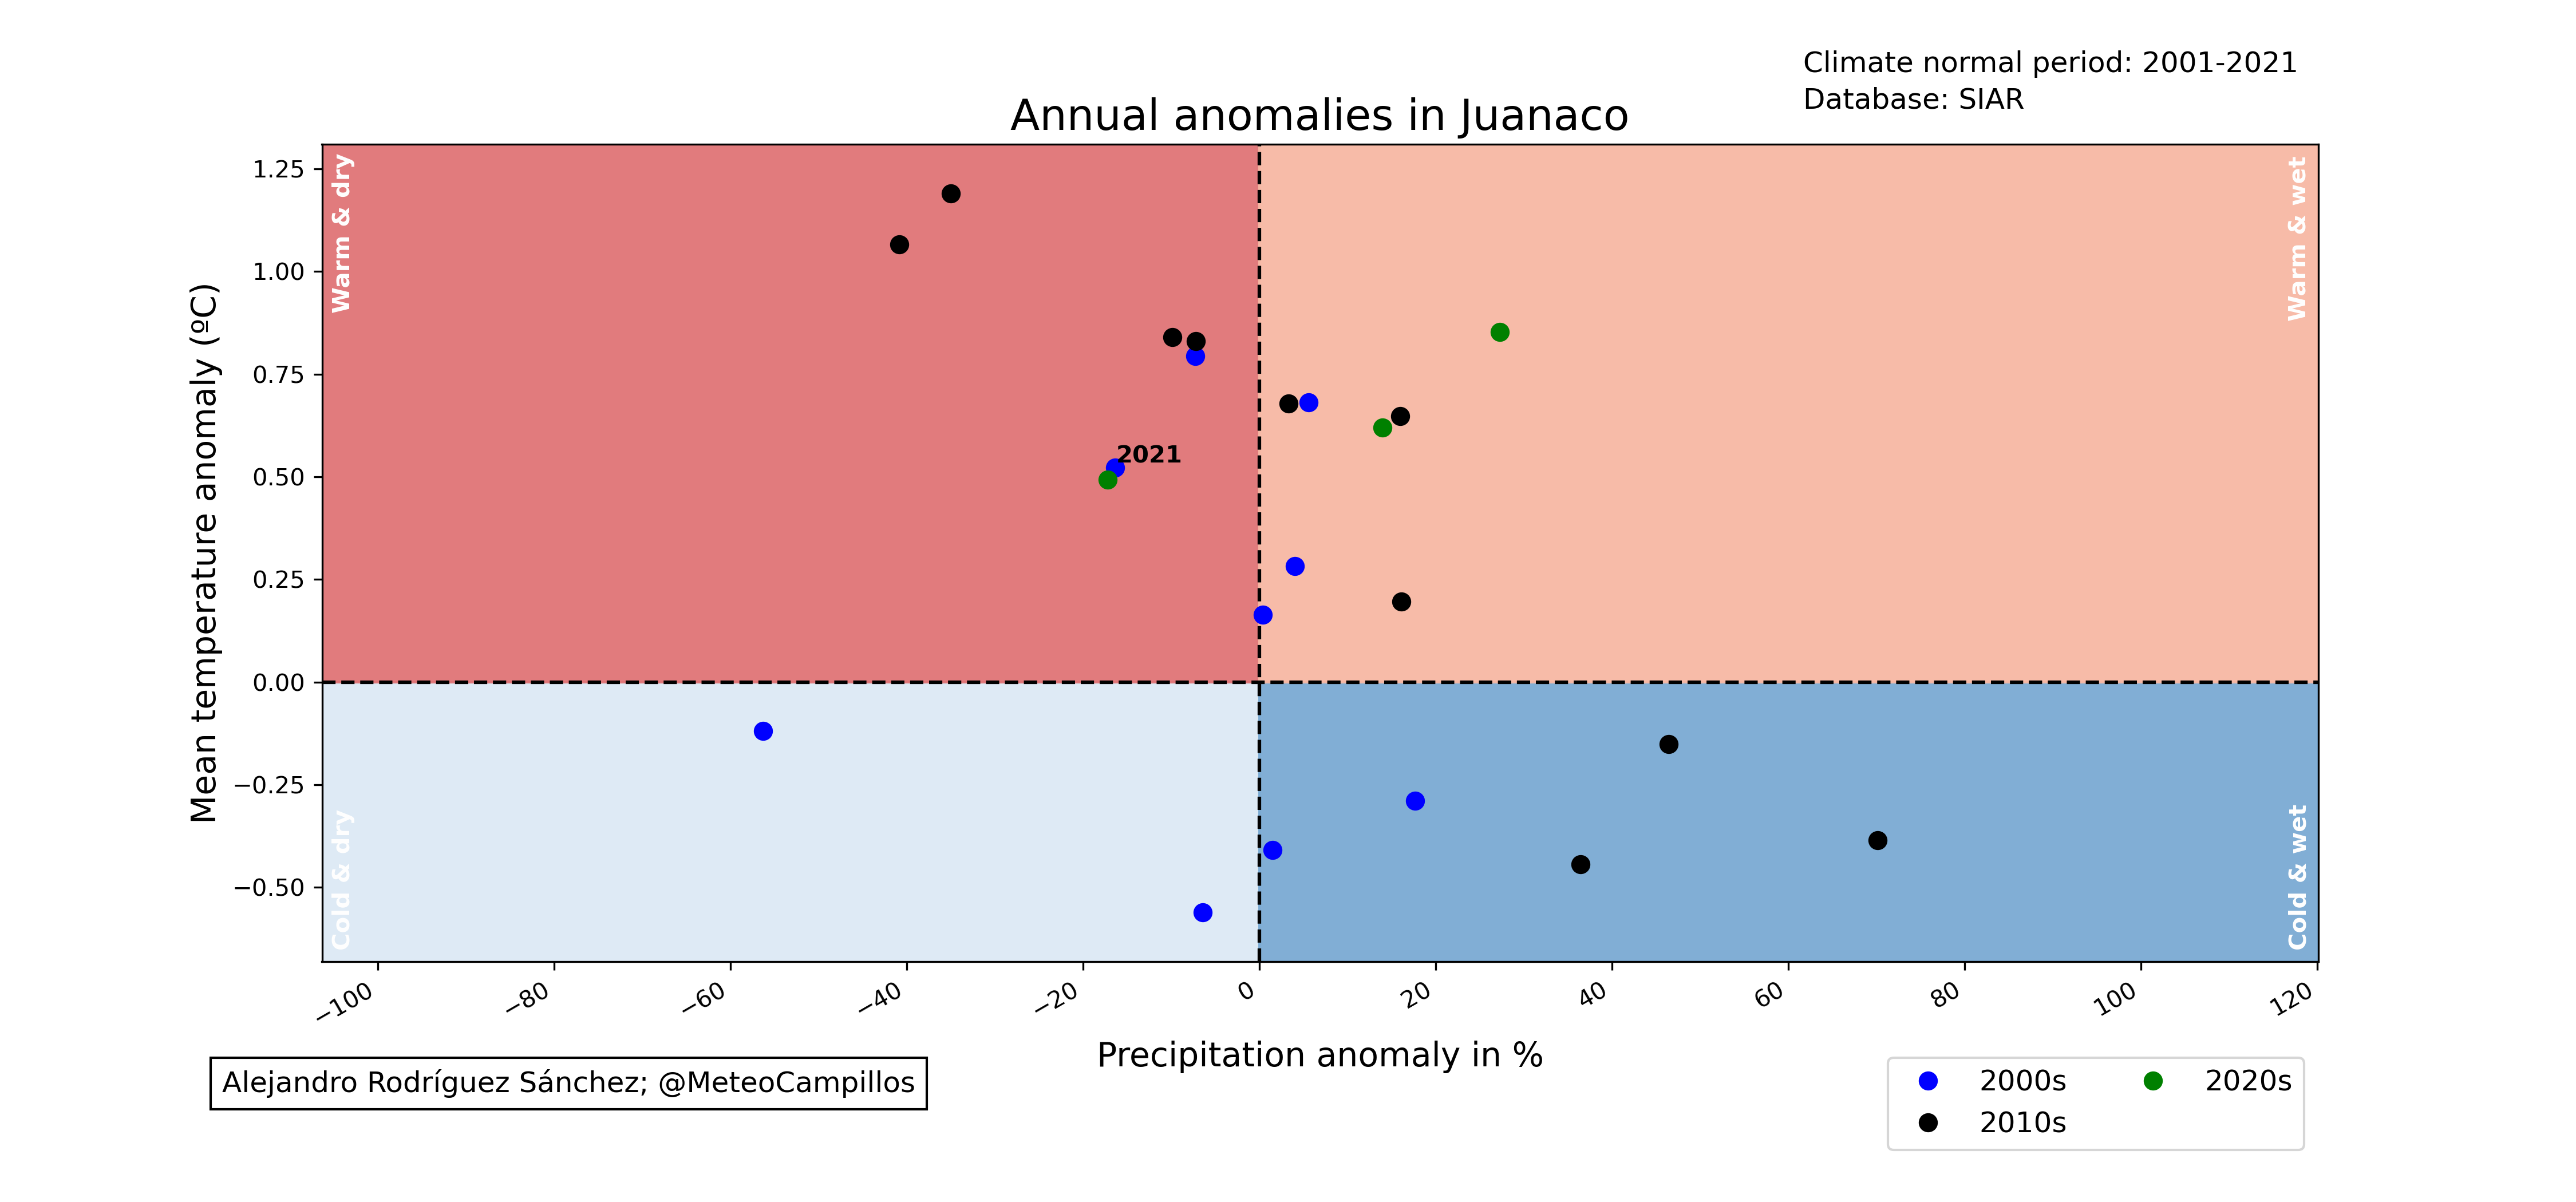 Climate normal period: 2001-2021
Database: SIAR
Annual anomalies in Juanaco
Mean temperature anomaly (ºC)
1.25
1.00
0.75
0.50
0.25
0.00
−0.25
−0.50
Warm & dry
Warm & wet
2021
Cold & dry
Cold & wet
−100
−80
−60
−40
−20
0
20
40
60
80
100
120
Precipitation anomaly in %
Alejandro Rodríguez Sánchez; @MeteoCampillos
2000s
2010s
2020s